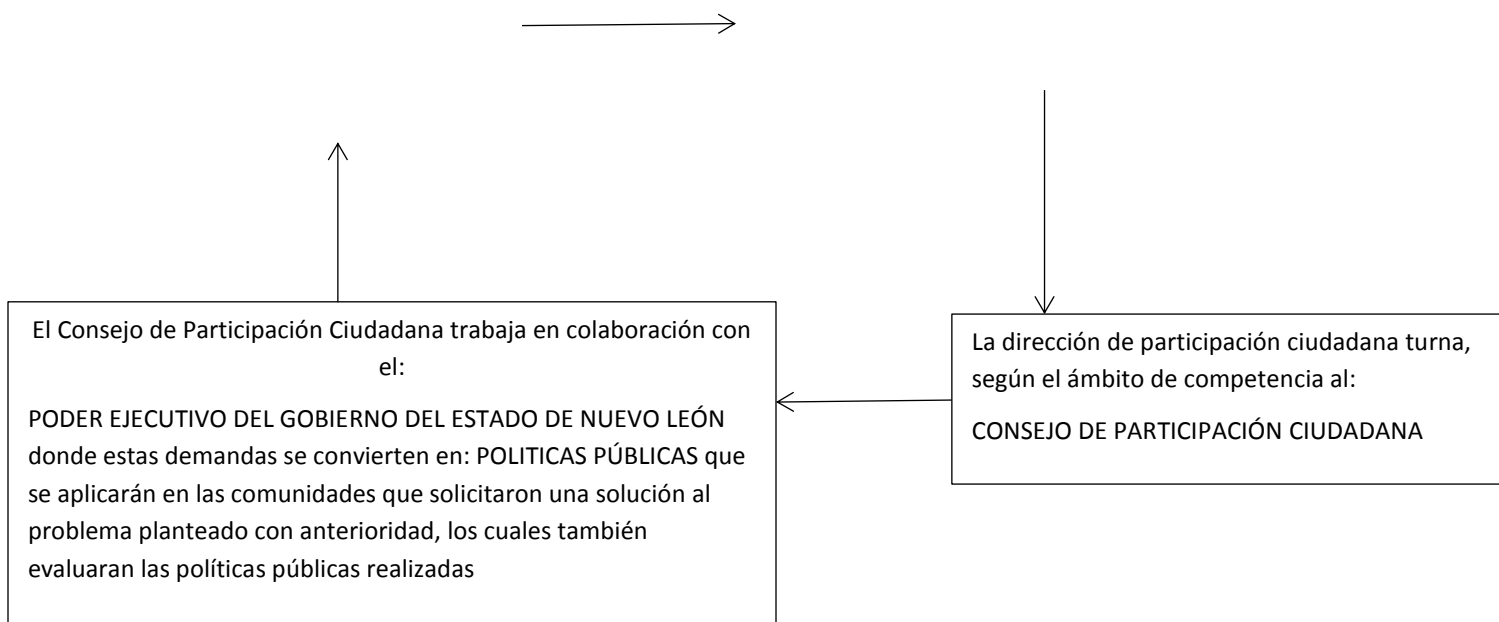 El Consejo de Participación Ciudadana trabaja en colaboración con
el:
PODER EJECUTIVO DEL GOBIERNO DEL ESTADO DE NUEVO LEÓN
donde estas demandas se convierten en: POLITICAS PÚBLICAS que
se aplicarán en las comunidades que solicitaron una solución al
problema planteado con anterioridad, los cuales también
evaluaran las políticas públicas realizadas
La dirección de participación ciudadana turna,
según el ámbito de competencia al:
CONSEJO DE PARTICIPACIÓN CIUDADANA